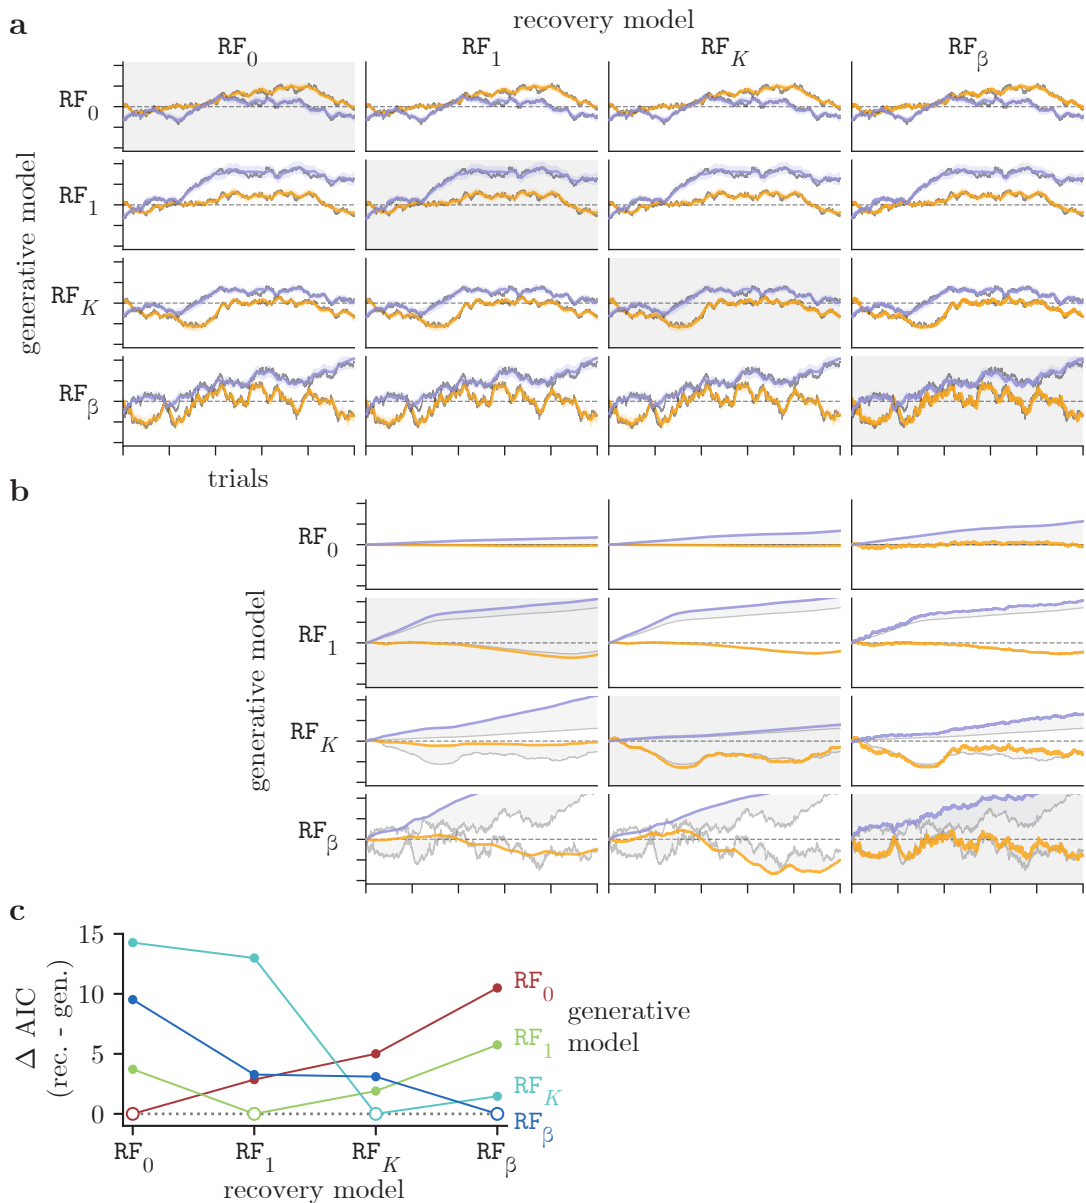 a
recovery model
RF0 RF1 RFK RFβ
RF0
RF1
RFK
RFβ
generative model
trials
b
RF0
RF1
RFK
RFβ
generative model
c
15
10
5
0
Δ AIC
(rec. - gen.)
RF0
RF1
RFK
RFβ
generative
model
RF0 RF1 RFK RFβ
recovery model